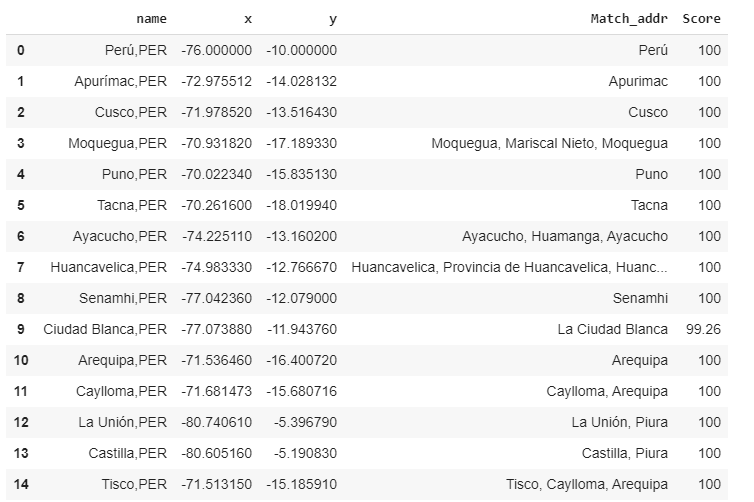 name x y Match_addr Score
0 Perú,PER -76.000000 -10.000000 Perú 100
1 Apurímac,PER -72.975512 -14.028132 Apurimac 100
2 Cusco,PER -71.978520 -13.516430 Cusco 100
3 Moquegua,PER -70.931820 -17.189330 Moquegua, Mariscal Nieto, Moquegua 100
4 Puno,PER -70.022340 -15.835130 Puno 100
5 Tacna,PER -70.261600 -18.019940 Tacna 100
6 Ayacucho,PER -74.225110 -13.160200 Ayacucho, Huamanga, Ayacucho 100
7 Huancavelica,PER -74.983330 -12.766670 Huancavelica, Provincia de Huancavelica, Huanc... 100
8 Senamhi,PER -77.042360 -12.079000 Senamhi 100
9 Ciudad Blanca,PER -77.073880 -11.943760 La Ciudad Blanca 99.26
10 Arequipa,PER -71.536460 -16.400720 Arequipa 100
11 Caylloma,PER -71.681473 -15.680716 Caylloma, Arequipa 100
12 La Unión,PER -80.740610 -5.396790 La Unión, Piura 100
13 Castilla,PER -80.605160 -5.190830 Castilla, Piura 100
14 Tisco,PER -71.513150 -15.185910 Tisco, Caylloma, Arequipa 100